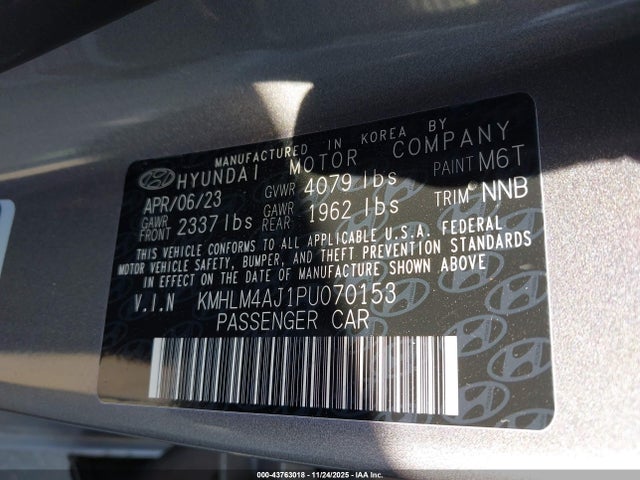 MANUFACTURED IN KOREA BY
HYUNDAI MOTOR COMPANY
APR/06/23 GVWR 4079 lbs PAINT M6T
GAWR FRONT 2337 lbs GAWR REAR 1962 lbs TRIM NNB
THIS VEHICLE CONFORMS TO ALL APPLICABLE U.S.A. FEDERAL
MOTOR VEHICLE SAFETY, BUMPER, AND THEFT PREVENTION STANDARDS
IN EFFECT ON THE DATE OF MANUFACTURE SHOWN ABOVE
V.I.N KMHLM4AJ1PU070153
PASSENGER CAR
000-43763018 - 11/24/2025 - IAA Inc.